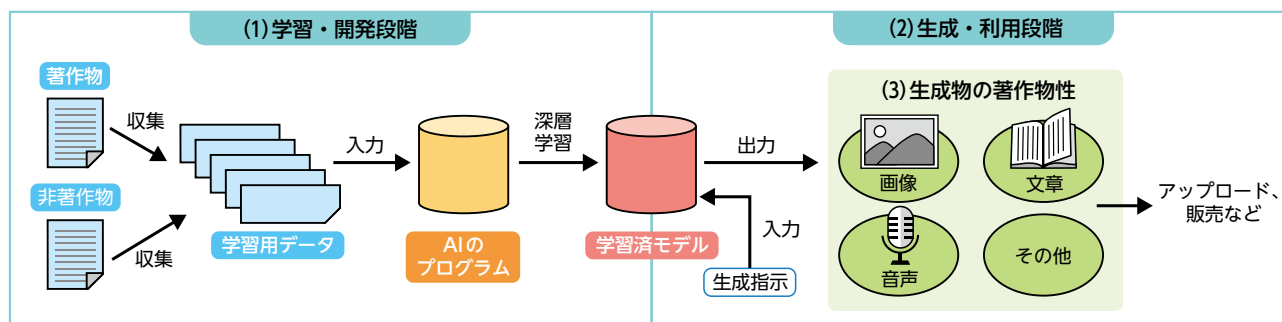 (1)学習・開発段階
著作物
収集
非著作物
収集
学習用データ
入力
AIの
プログラム
深層
学習
学習済モデル
(2)生成・利用段階
出力
入力
生成指示
(3)生成物の著作物性
画像
文章
音声
その他
アップロード、
販売など